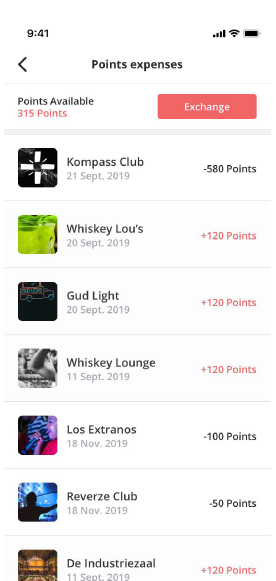 9:41
Points expenses
Points Available
315 Points
Exchange
Kompass Club
21 Sept. 2019
-580 Points
Whiskey Lou's
20 Sept. 2019
+120 Points
Gud Light
20 Sept. 2019
+120 Points
Whiskey Lounge
11 Sept. 2019
+120 Points
Los Extranos
18 Nov. 2019
-100 Points
Reverze Club
18 Nov. 2019
-50 Points
De Industriezaal
11 Sept. 2019
+120 Points